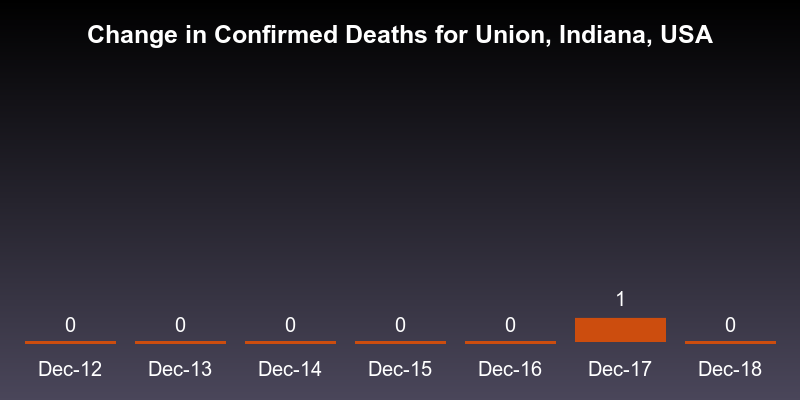 Change in Confirmed Deaths for Union, Indiana, USA
0 0 0 0 0 1 0
Dec-12 Dec-13 Dec-14 Dec-15 Dec-16 Dec-17 Dec-18